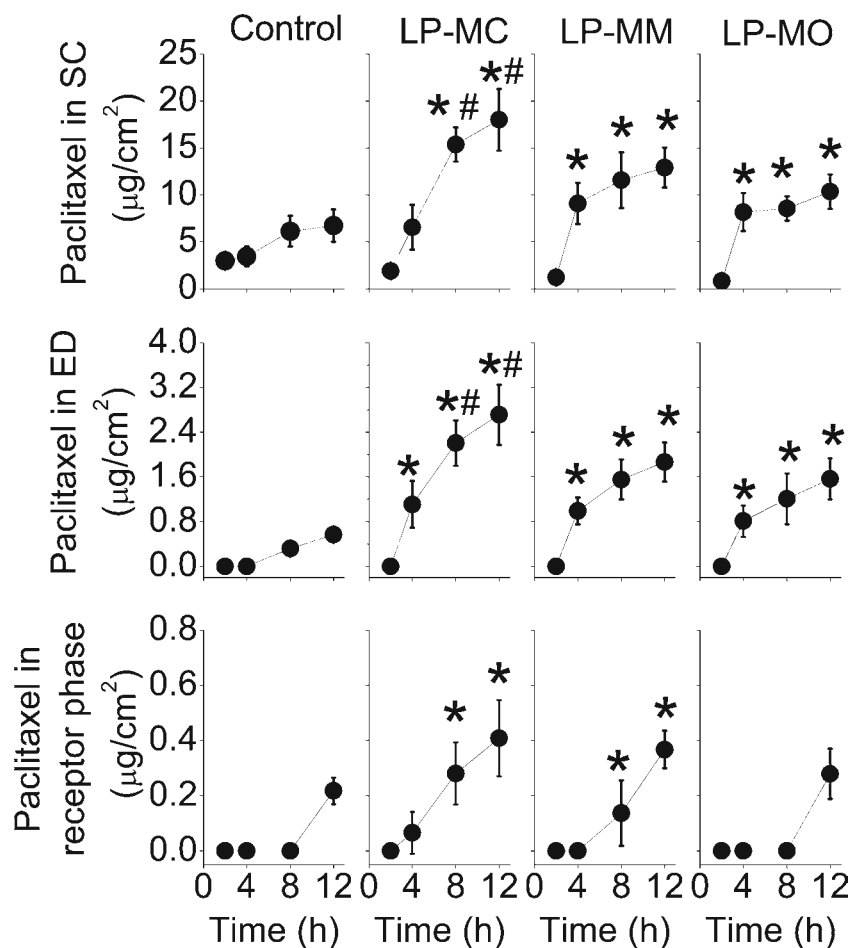 Control LP-MC LP-MM LP-MO
Paclitaxel in SC
(μg/cm²)
25
20
15
10
5
0
* # *# * * * * * *
Paclitaxel in ED
(μg/cm²)
4.0
3.2
2.4
1.6
0.8
0.0
* *# *# * * * * * *
Paclitaxel in
receptor phase
(μg/cm²)
0.8
0.6
0.4
0.2
0.0
* * * *
0 4 8 12 0 4 8 12 0 4 8 12 0 4 8 12
Time (h) Time (h) Time (h) Time (h)